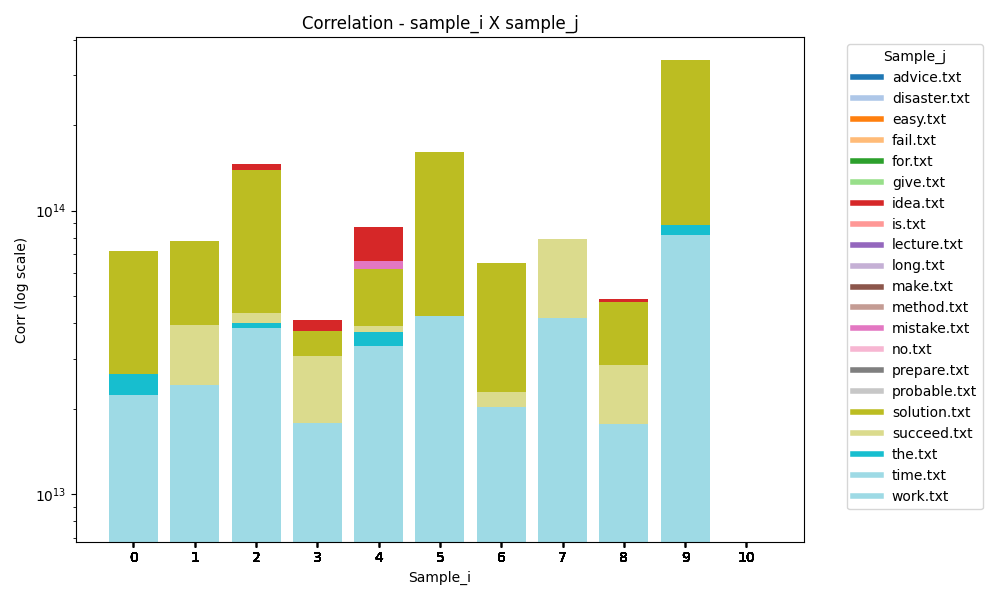 Correlation - sample_i X sample_j
Corr (log scale)
10^14
10^13
0 1 2 3 4 5 6 7 8 9 10
Sample_i
Sample_j
advice.txt
disaster.txt
easy.txt
fail.txt
for.txt
give.txt
idea.txt
is.txt
lecture.txt
long.txt
make.txt
method.txt
mistake.txt
no.txt
prepare.txt
probable.txt
solution.txt
succeed.txt
the.txt
time.txt
work.txt